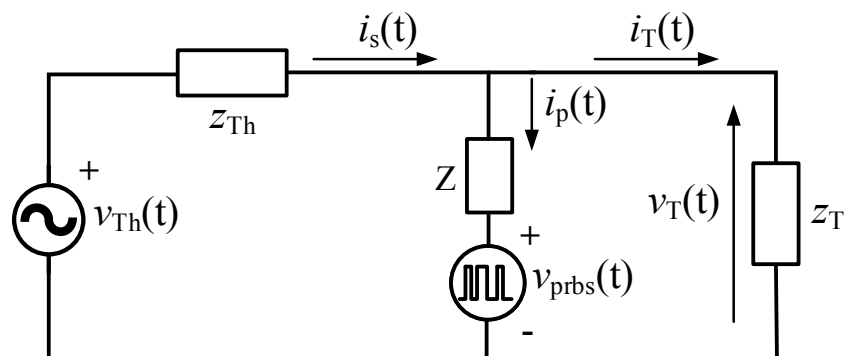 i_s(t) i_T(t)
z_Th i_p(t)
+ Z v_T(t) z_T
v_Th(t) + v_prbs(t)
-